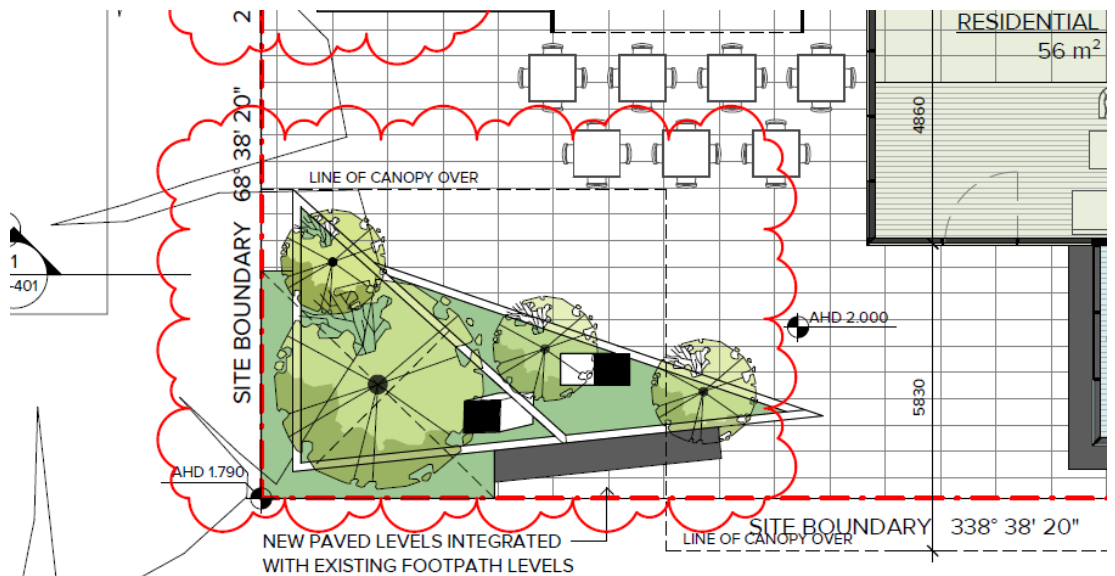 RESIDENTIAL
56 m²
2
SITE BOUNDARY 68° 38' 20"
4860
LINE OF CANOPY OVER
1
-401
AHD 2.000
5830
AHD 1.790
SITE BOUNDARY 338° 38' 20"
LINE OF CANOPY OVER
NEW PAVED LEVELS INTEGRATED
WITH EXISTING FOOTPATH LEVELS